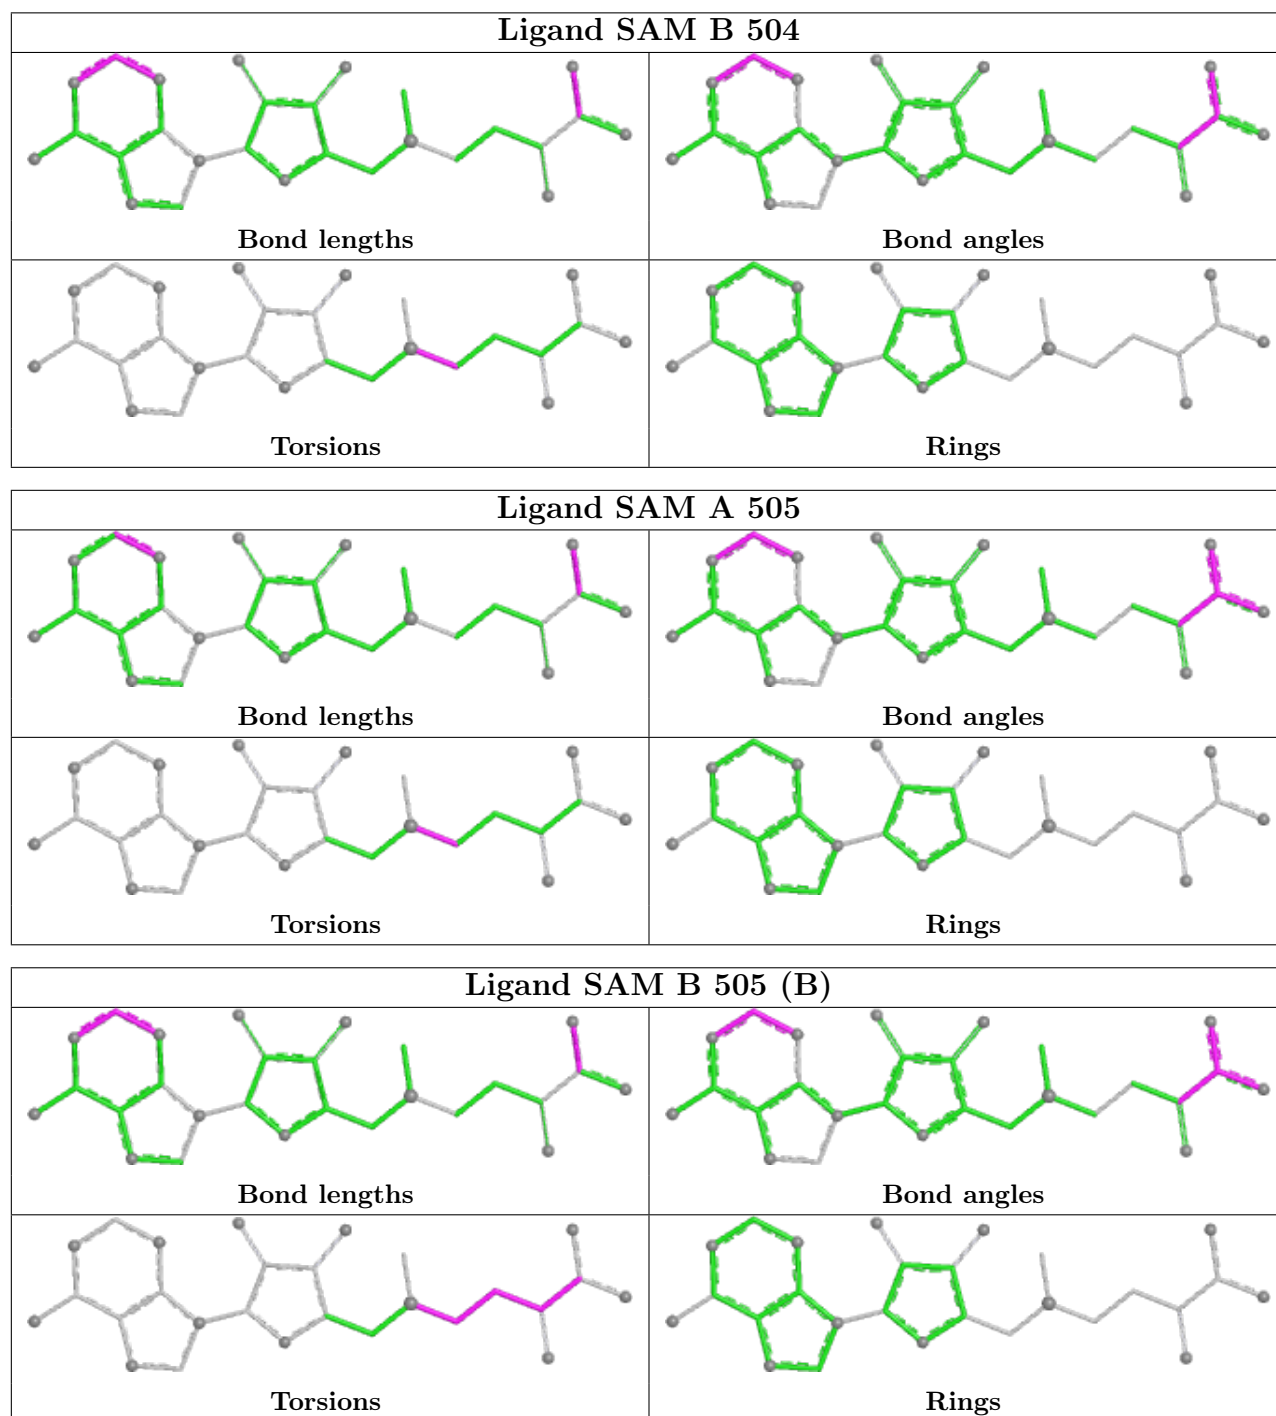 Ligand SAM B 504
Bond lengths
Bond angles
Torsions
Rings
Ligand SAM A 505
Bond lengths
Bond angles
Torsions
Rings
Ligand SAM B 505 (B)
Bond lengths
Bond angles
Torsions
Rings